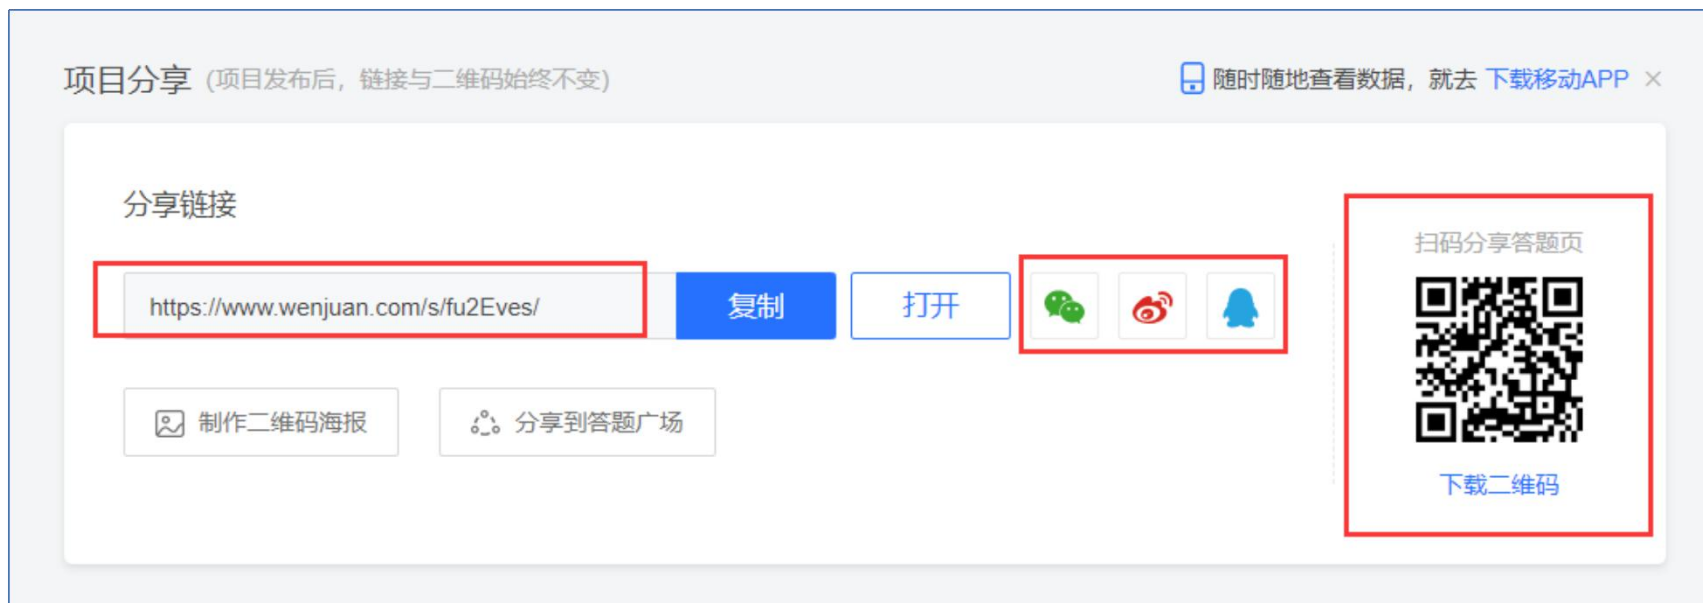 项目分享 (项目发布后，链接与二维码始终不变)
随时随地查看数据，就去 下载移动APP ×
分享链接
扫码分享答题页
https://www.wenjuan.com/s/fu2Eves/
复制
打开
制作二维码海报
分享到答题广场
下载二维码